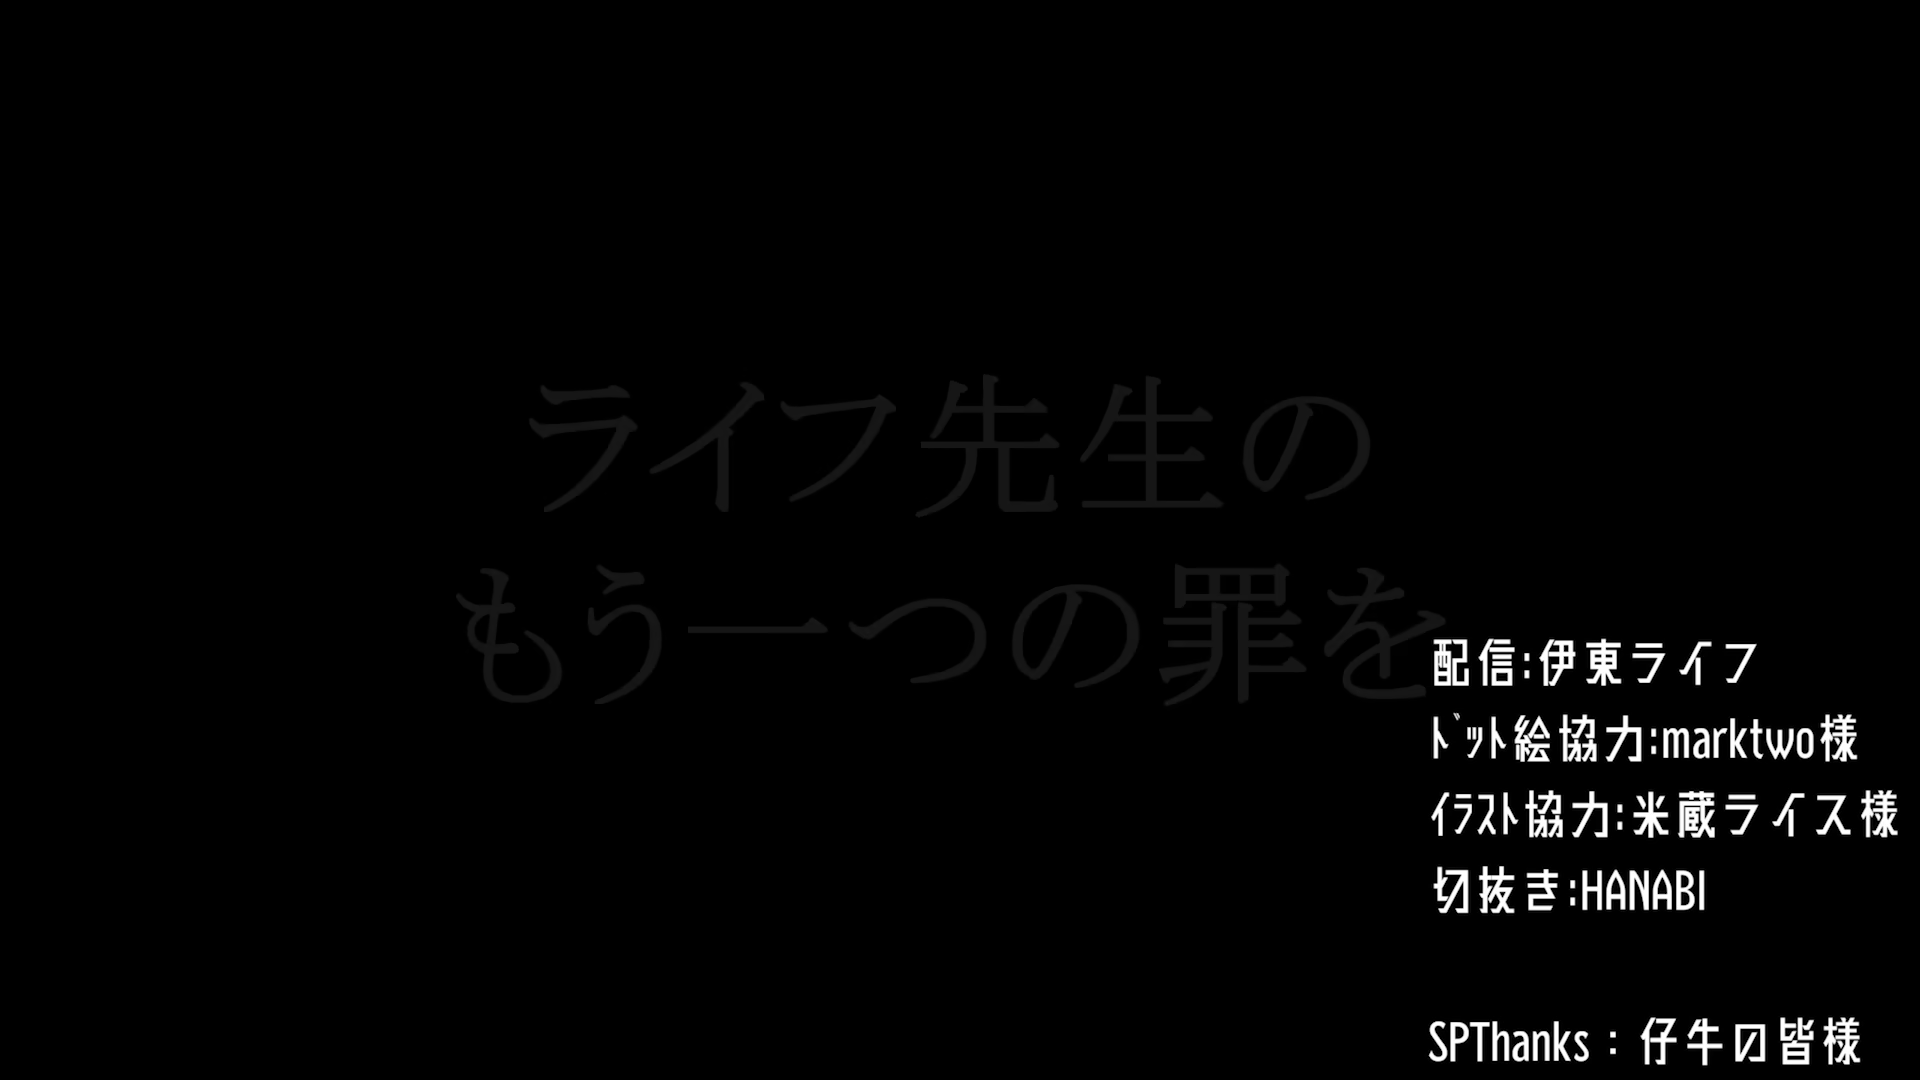 ライフ先生の
もう一つの罪を
配信:伊東ライフ
ﾄﾞｯﾄ絵協力:marktwo様
ｲﾗｽﾄ協力:米蔵ライス様
切抜き:HANABI
SPThanks：仔牛の皆様